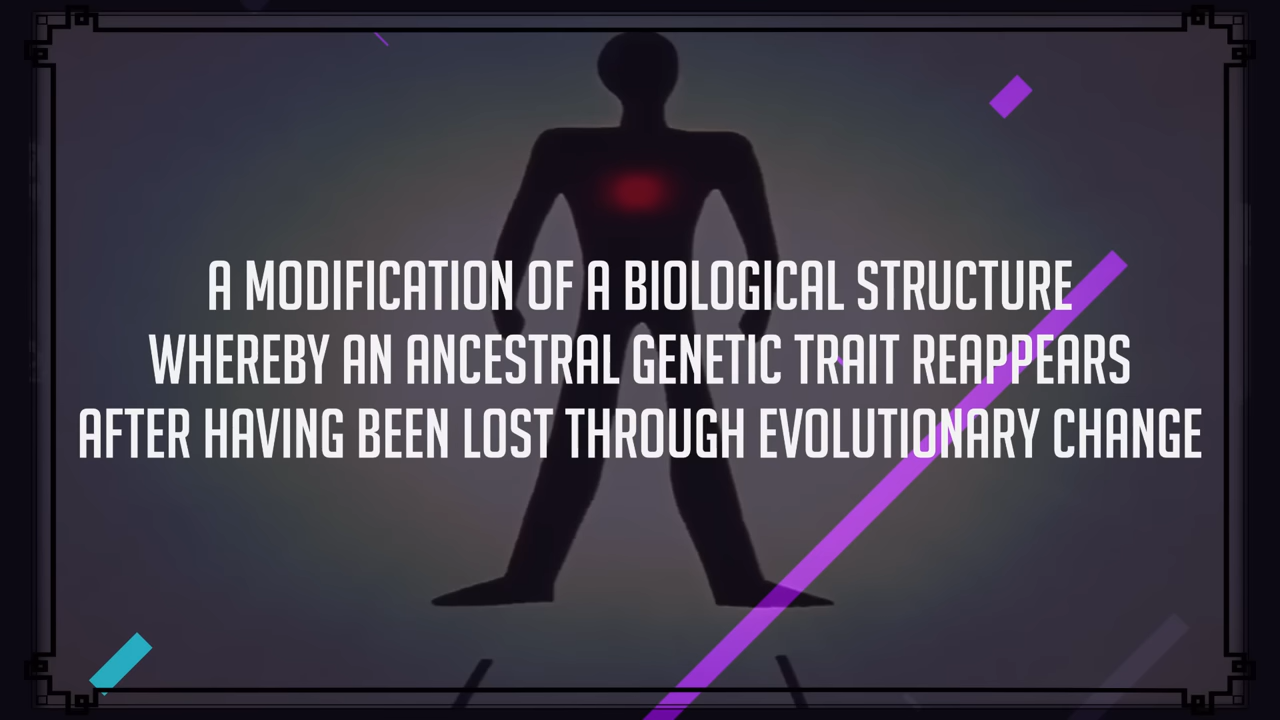 A MODIFICATION OF A BIOLOGICAL STRUCTURE
WHEREBY AN ANCESTRAL GENETIC TRAIT REAPPEARS
AFTER HAVING BEEN LOST THROUGH EVOLUTIONARY CHANGE